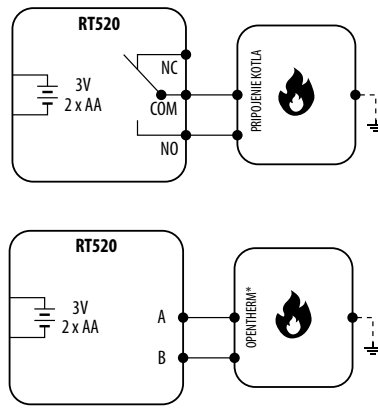 RT520
NC
3V
2 x AA
COM
NO
PRIPOJENIE KOTLA
RT520
3V
2 x AA
A
B
OPENTHERM*